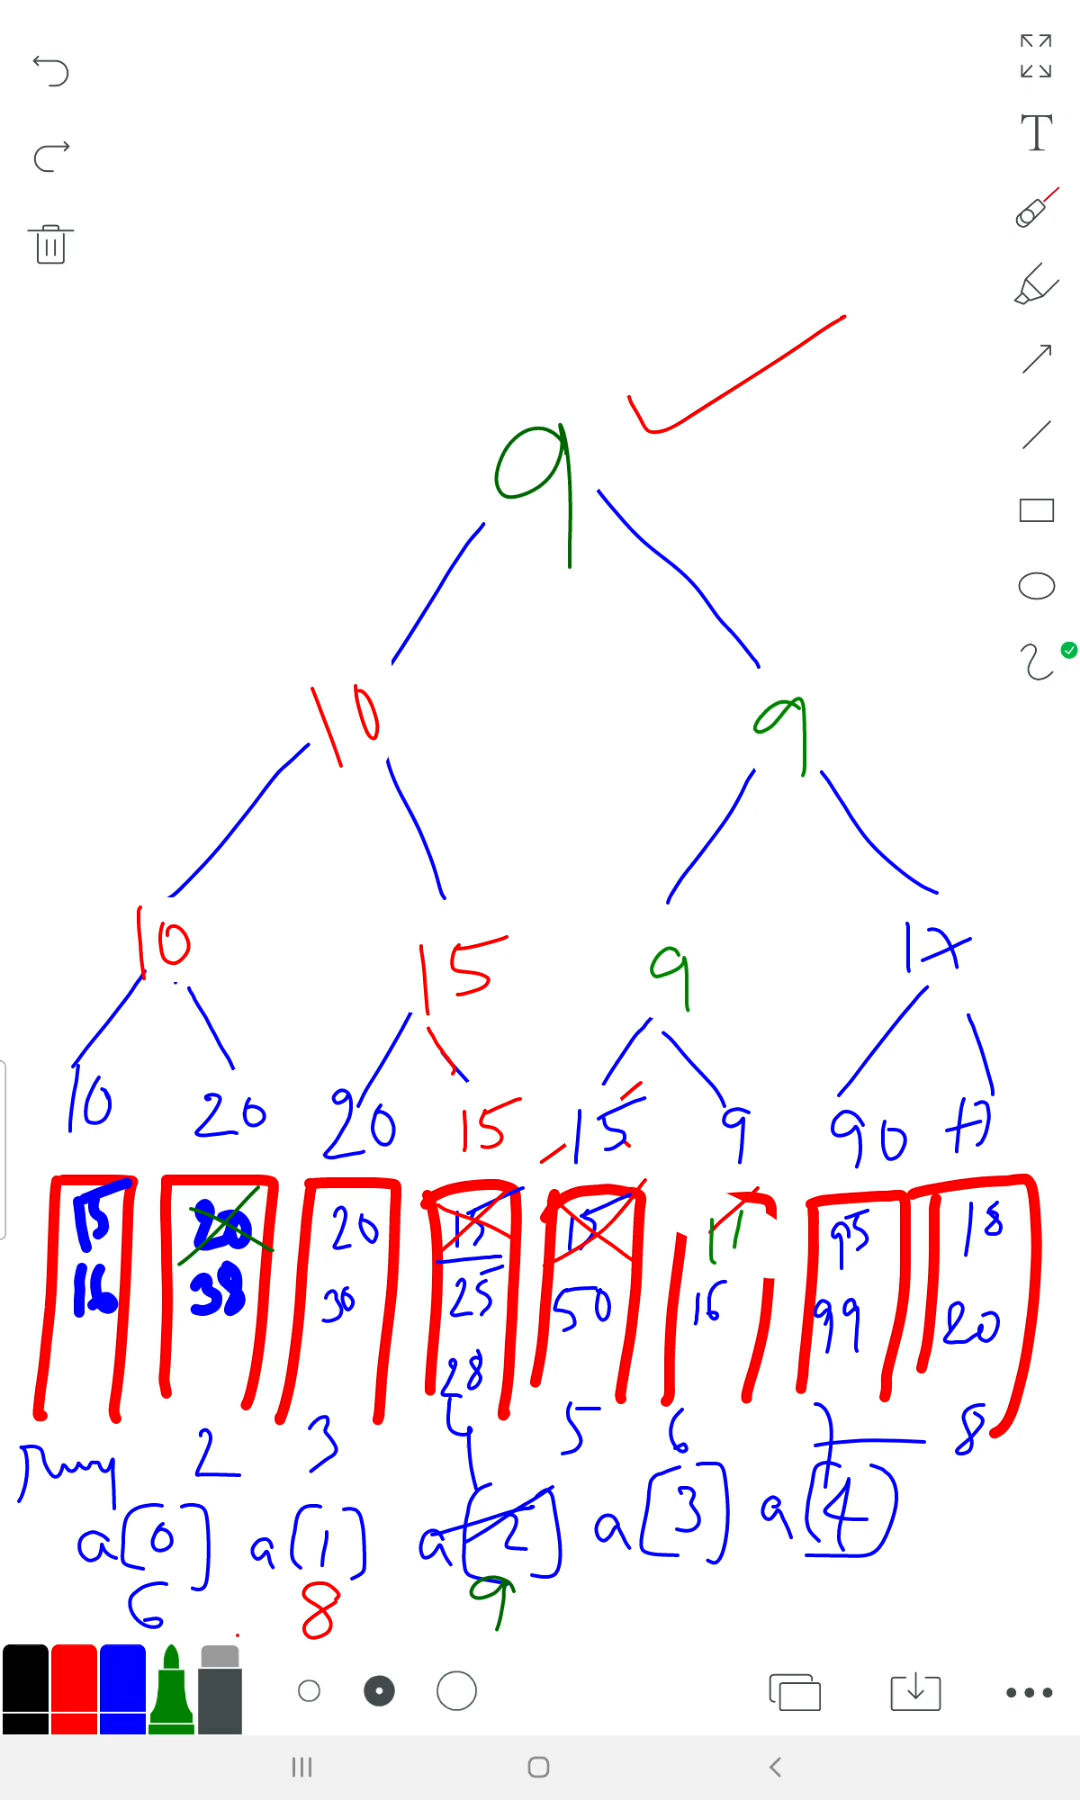 T
9
10 9
10 15 9 17
10 20 20 15 15 9 90 17
15 20 20 15 15 11 95 18
16 38 30 25 50 16 99 20
28
2 3 4 5 6 7 8
a[0] a[1] a[2] a[3] a[4]
6 8 9